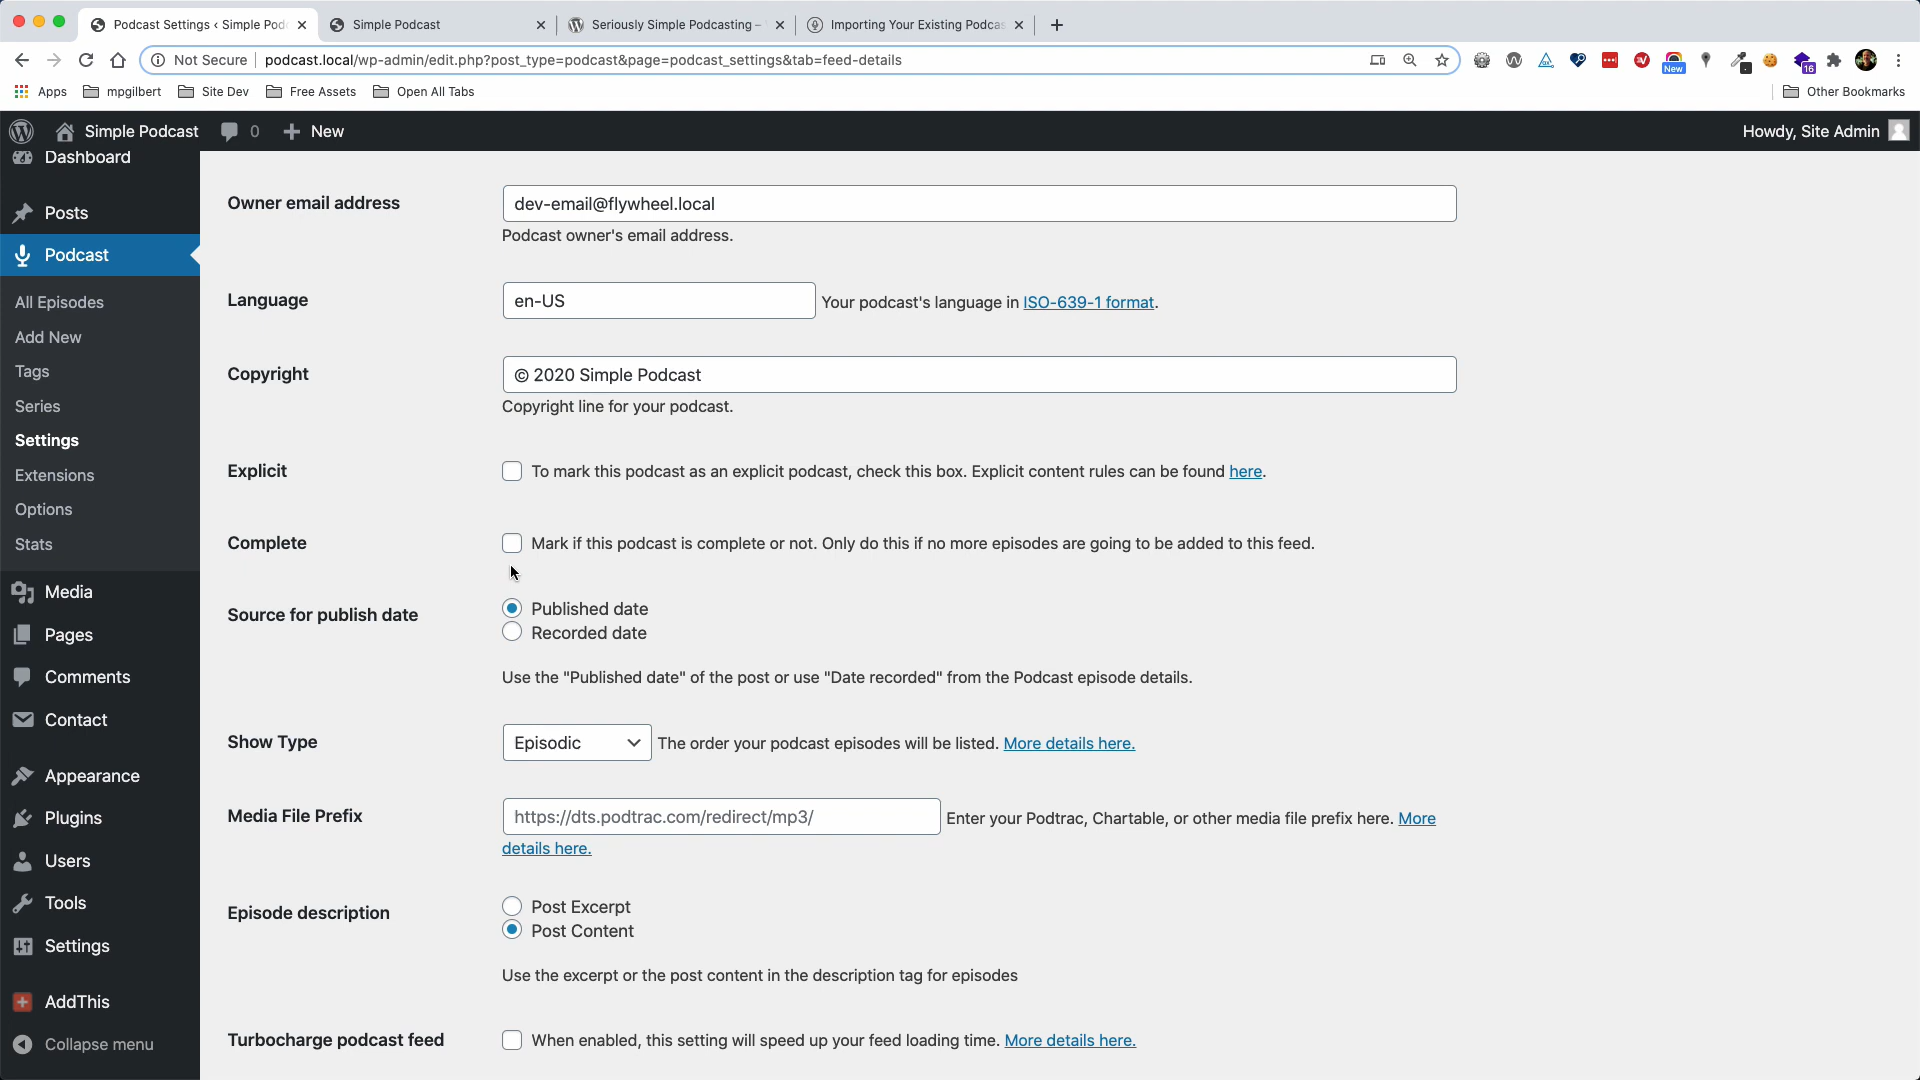 Podcast Settings ‹ Simple Pod
Simple Podcast
Seriously Simple Podcasting –
Importing Your Existing Podca
Not Secure
podcast.local/wp-admin/edit.php?post_type=podcast&page=podcast_settings&tab=feed-details
New
16
Apps
mpgilbert
Site Dev
Free Assets
Open All Tabs
Other Bookmarks
Simple Podcast
0
New
Howdy, Site Admin
Dashboard
Posts
Podcast
All Episodes
Add New
Tags
Series
Settings
Extensions
Options
Stats
Media
Pages
Comments
Contact
Appearance
Plugins
Users
Tools
Settings
AddThis
Collapse menu
Owner email address
dev-email@flywheel.local
Podcast owner's email address.
Language
en-US
Your podcast's language in ISO-639-1 format.
Copyright
© 2020 Simple Podcast
Copyright line for your podcast.
Explicit
To mark this podcast as an explicit podcast, check this box. Explicit content rules can be found here.
Complete
Mark if this podcast is complete or not. Only do this if no more episodes are going to be added to this feed.
Source for publish date
Published date
Recorded date
Use the "Published date" of the post or use "Date recorded" from the Podcast episode details.
Show Type
Episodic
The order your podcast episodes will be listed. More details here.
Media File Prefix
https://dts.podtrac.com/redirect/mp3/
Enter your Podtrac, Chartable, or other media file prefix here. More
details here.
Episode description
Post Excerpt
Post Content
Use the excerpt or the post content in the description tag for episodes
Turbocharge podcast feed
When enabled, this setting will speed up your feed loading time. More details here.